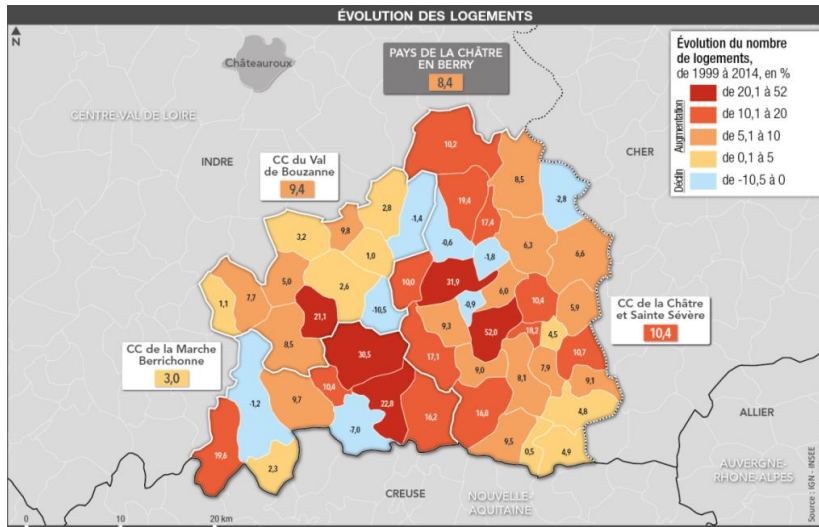 ÉVOLUTION DES LOGEMENTS
N
Châteauroux
PAYS DE LA CHÂTRE
EN BERRY
8,4
Évolution du nombre
de logements,
de 1999 à 2014, en %
Augmentation
de 20,1 à 52
de 10,1 à 20
de 5,1 à 10
de 0,1 à 5
Déclin
de -10,5 à 0
CENTRE-VAL DE LOIRE
INDRE
CHER
CC du Val
de Bouzanne
9,4
10,2
8,5
-2,8
19,4
17,4
2,8
-1,4
9,8
3,2
-0,6
6,3
6,6
1,0
-1,8
5,0
2,6
10,0
31,9
6,0
7,7
1,1
-10,5
-0,9
10,4
5,9
CC de la Châtre
et Sainte Sévère
10,4
21,1
9,3
52,0
18,2
4,5
8,5
CC de la Marche
Berrichonne
3,0
30,5
17,1
9,0
8,1
7,9
10,7
9,1
10,4
9,7
-1,2
22,8
16,2
16,8
4,8
-7,0
9,5
0,5
4,9
19,6
2,3
ALLIER
AUVERGNE-
RHONE-ALPES
CREUSE
NOUVELLE-
AQUITAINE
0 10 20 km
Source : IGN - INSEE